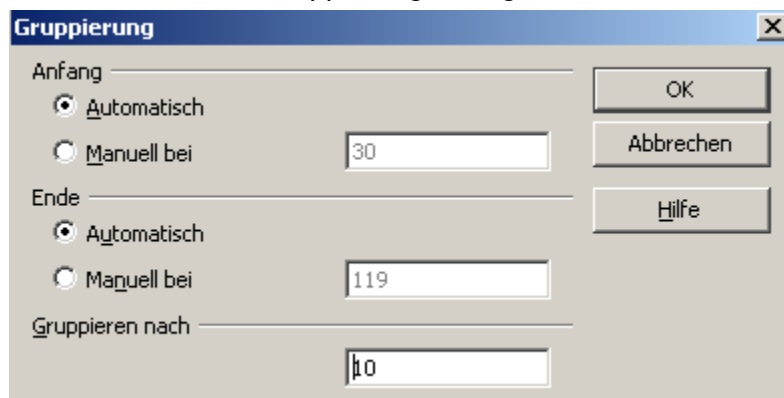 Gruppierung
Anfang
Automatisch
Manuell bei 30
Ende
Automatisch
Manuell bei 119
Gruppieren nach
10
OK
Abbrechen
Hilfe